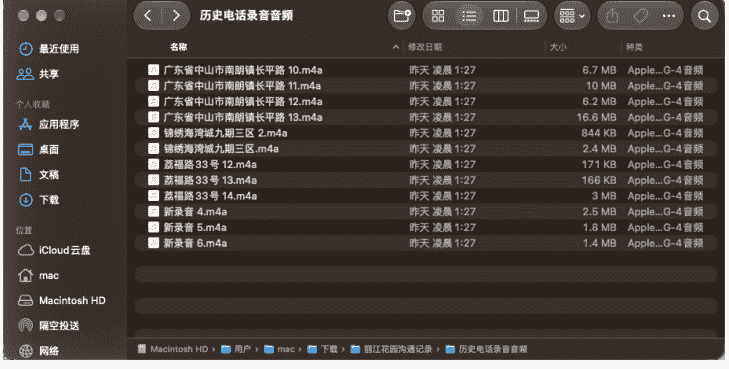 历史电话录音音频
最近使用
共享
个人收藏
应用程序
桌面
文稿
下载
位置
iCloud云盘
mac
Macintosh HD
隔空投送
网络
名称 修改日期 大小 种类
广东省中山市南朗镇长平路 10.m4a 昨天 凌晨1:27 6.7 MB Apple...G-4音频
广东省中山市南朗镇长平路 11.m4a 昨天 凌晨1:27 10 MB Apple...G-4音频
广东省中山市南朗镇长平路 12.m4a 昨天 凌晨1:27 6.2 MB Apple...G-4音频
广东省中山市南朗镇长平路 13.m4a 昨天 凌晨1:27 16.6 MB Apple...G-4音频
锦绣海湾城九期三区 2.m4a 昨天 凌晨1:27 844 KB Apple...G-4音频
锦绣海湾城九期三区.m4a 昨天 凌晨1:27 2.4 MB Apple...G-4音频
荔福路33号 12.m4a 昨天 凌晨1:27 171 KB Apple...G-4音频
荔福路33号 13.m4a 昨天 凌晨1:27 166 KB Apple...G-4音频
荔福路33号 14.m4a 昨天 凌晨1:27 3 MB Apple...G-4音频
新录音 4.m4a 昨天 凌晨1:27 2.5 MB Apple...G-4音频
新录音 5.m4a 昨天 凌晨1:27 1.8 MB Apple...G-4音频
新录音 6.m4a 昨天 凌晨1:27 1.4 MB Apple...G-4音频
Macintosh HD › 用户 › mac › 下载 › 丽江花园沟通记录 › 历史电话录音音频